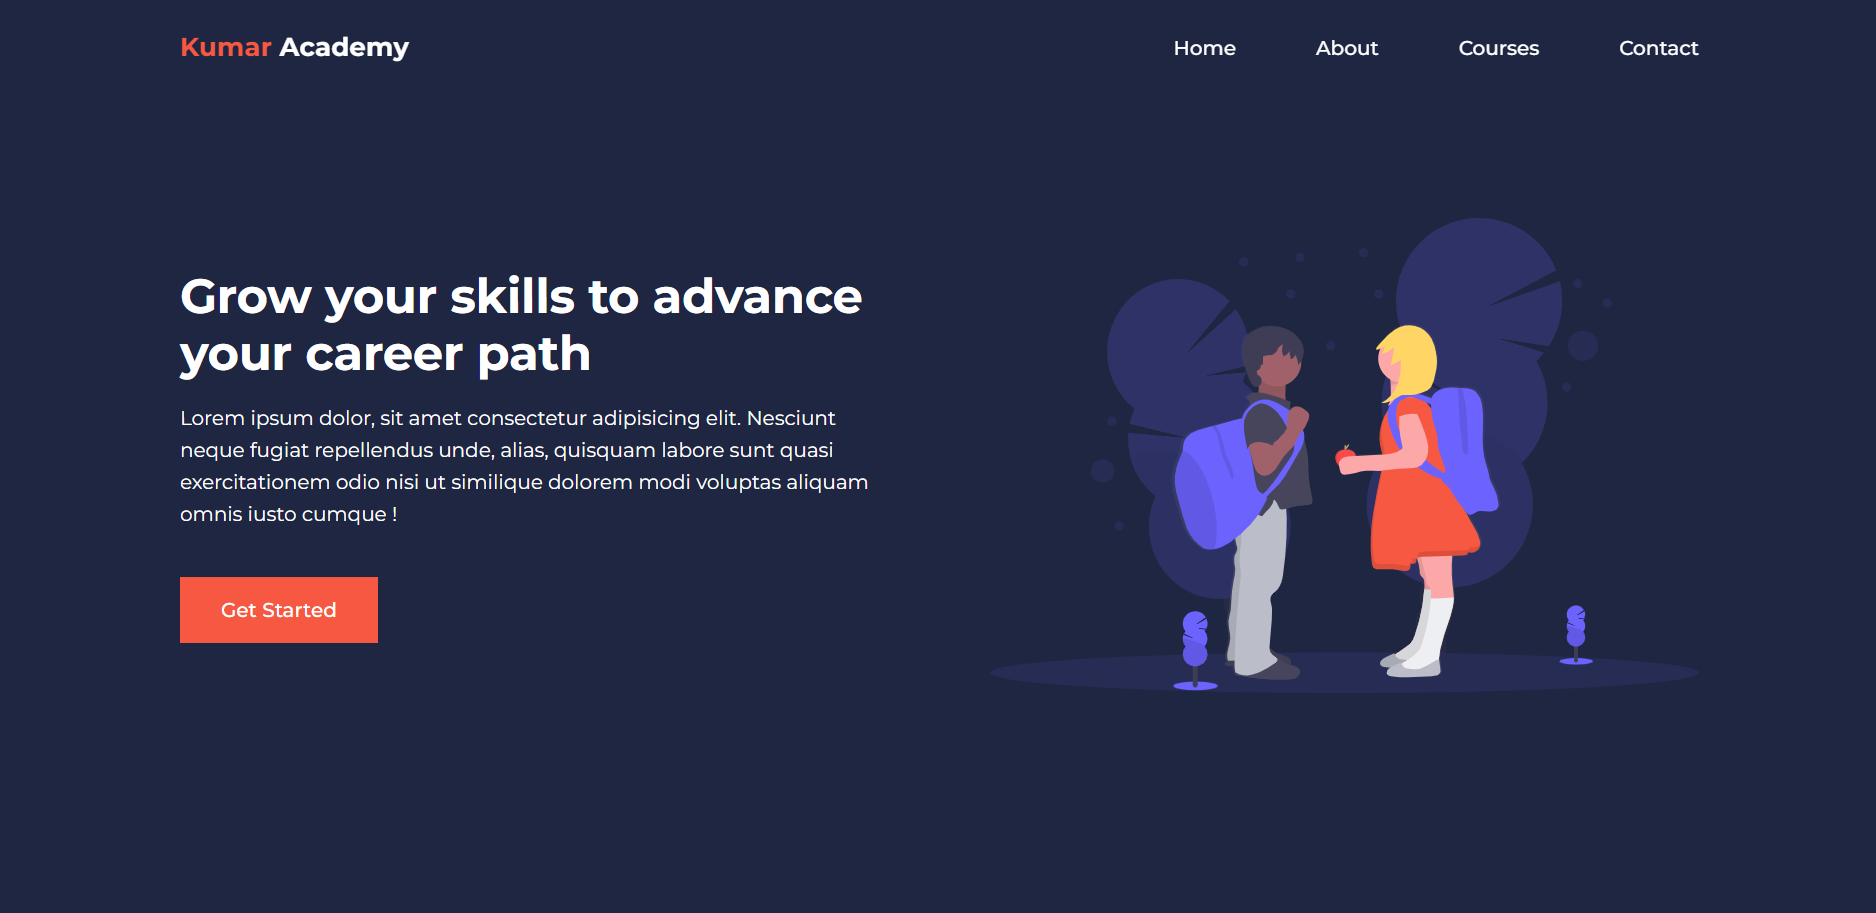 Kumar Academy
Home About Courses Contact
Grow your skills to advance
your career path
Lorem ipsum dolor, sit amet consectetur adipisicing elit. Nesciunt
neque fugiat repellendus unde, alias, quisquam labore sunt quasi
exercitationem odio nisi ut similique dolorem modi voluptas aliquam
omnis iusto cumque !
Get Started